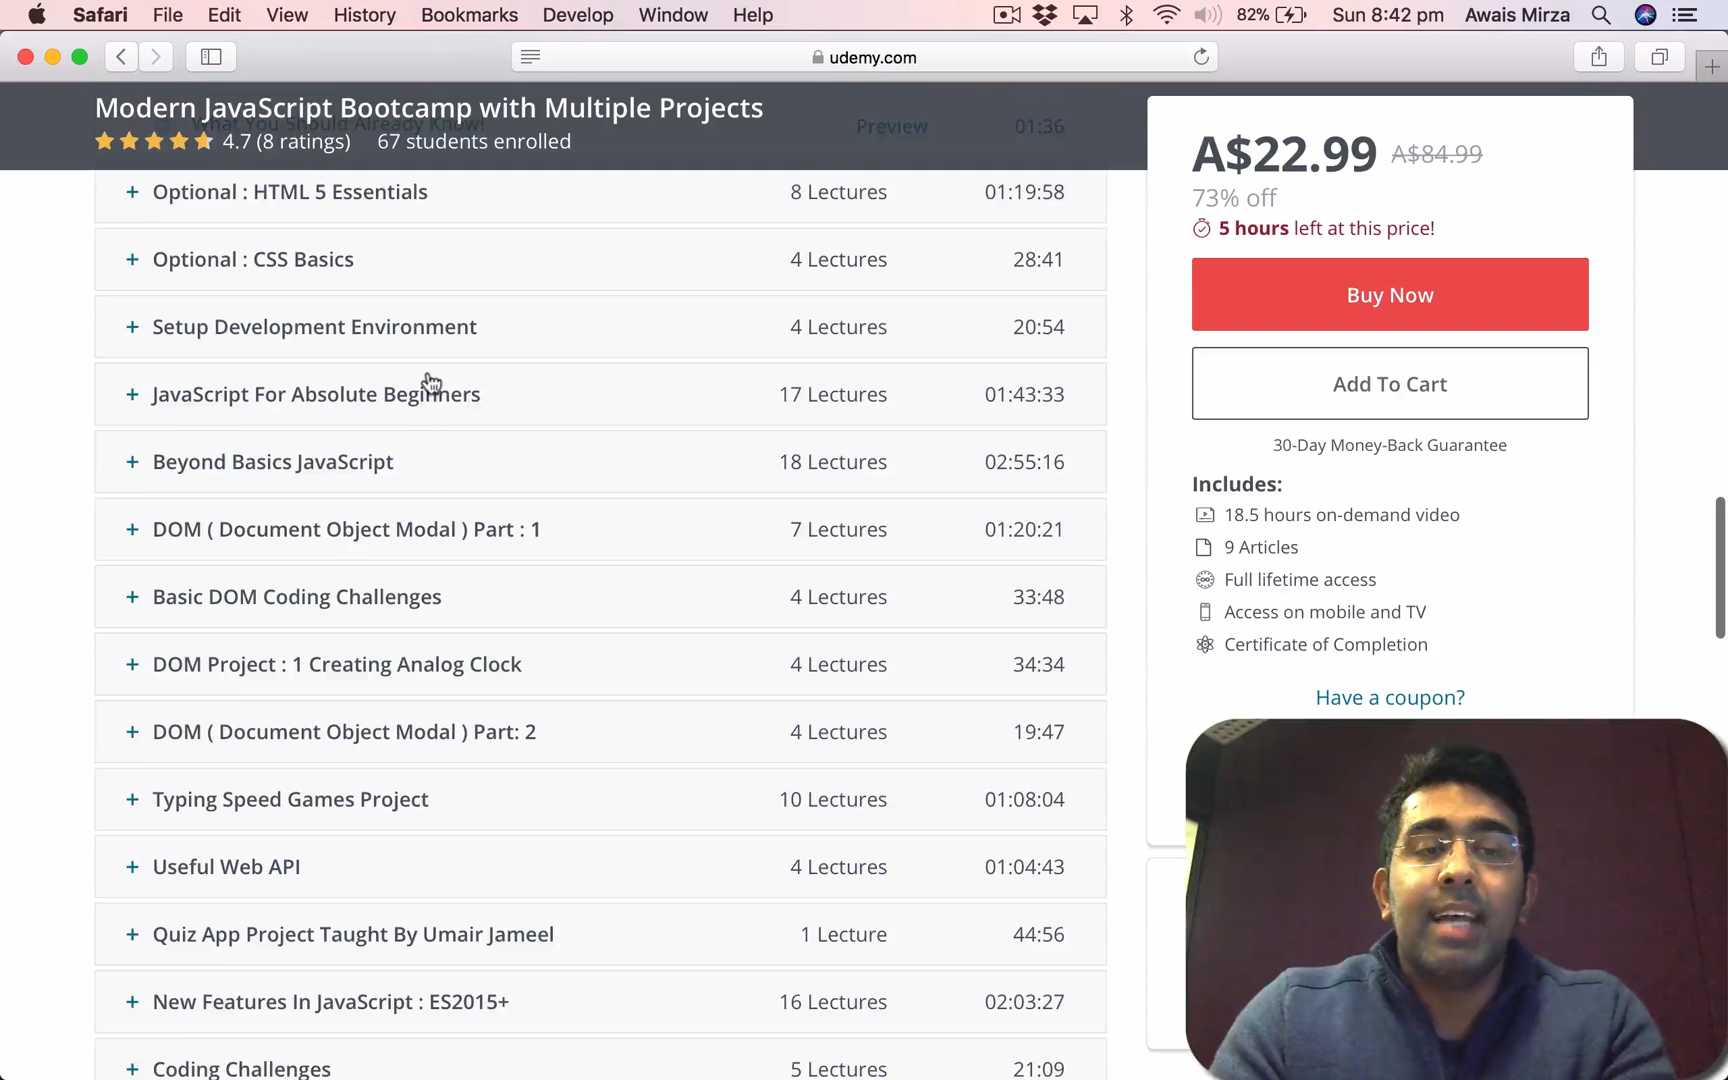 Safari File Edit View History Bookmarks Develop Window Help 82% Sun 8:42 pm Awais Mirza
udemy.com
Modern JavaScript Bootcamp with Multiple Projects
What You Should Already Know! Preview 01:36
4.7 (8 ratings) 67 students enrolled
+ Optional : HTML 5 Essentials 8 Lectures 01:19:58
+ Optional : CSS Basics 4 Lectures 28:41
+ Setup Development Environment 4 Lectures 20:54
+ JavaScript For Absolute Beginners 17 Lectures 01:43:33
+ Beyond Basics JavaScript 18 Lectures 02:55:16
+ DOM ( Document Object Modal ) Part : 1 7 Lectures 01:20:21
+ Basic DOM Coding Challenges 4 Lectures 33:48
+ DOM Project : 1 Creating Analog Clock 4 Lectures 34:34
+ DOM ( Document Object Modal ) Part: 2 4 Lectures 19:47
+ Typing Speed Games Project 10 Lectures 01:08:04
+ Useful Web API 4 Lectures 01:04:43
+ Quiz App Project Taught By Umair Jameel 1 Lecture 44:56
+ New Features In JavaScript : ES2015+ 16 Lectures 02:03:27
+ Coding Challenges 5 Lectures 21:09
A$22.99 A$84.99
73% off
5 hours left at this price!
Buy Now
Add To Cart
30-Day Money-Back Guarantee
Includes:
18.5 hours on-demand video
9 Articles
Full lifetime access
Access on mobile and TV
Certificate of Completion
Have a coupon?